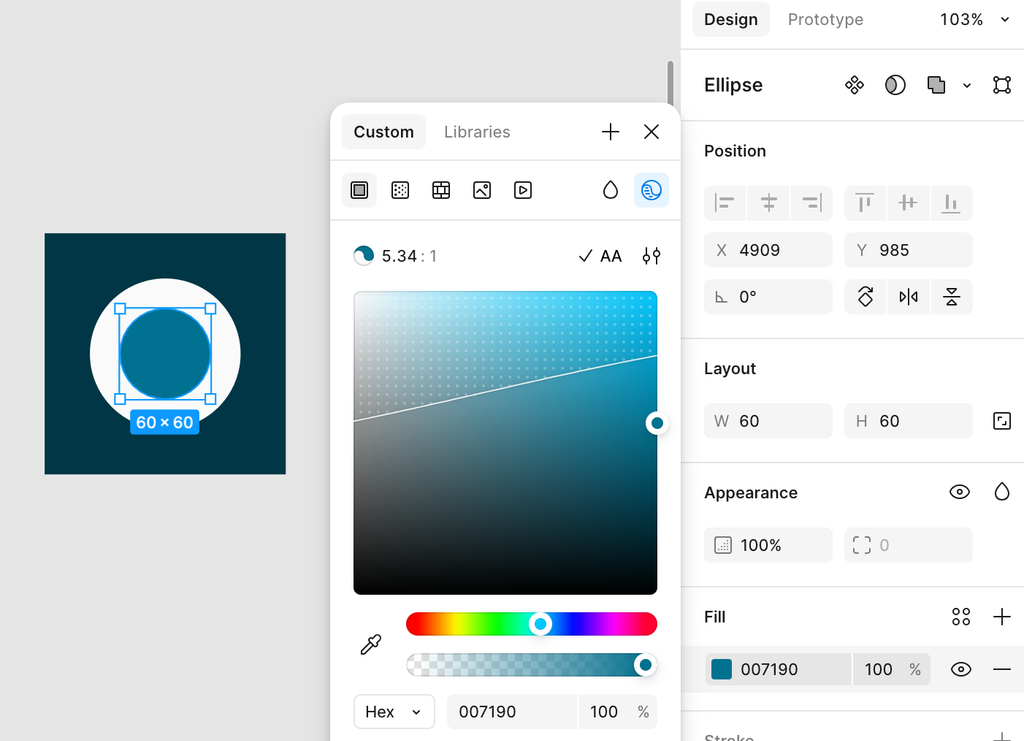 Design Prototype 103%
Ellipse
Custom Libraries
Position
X 4909 Y 985
5.34 : 1 AA
0°
Layout
W 60 H 60
60 × 60
Appearance
100% 0
Fill
007190 100 %
Hex 007190 100 %
Stroke